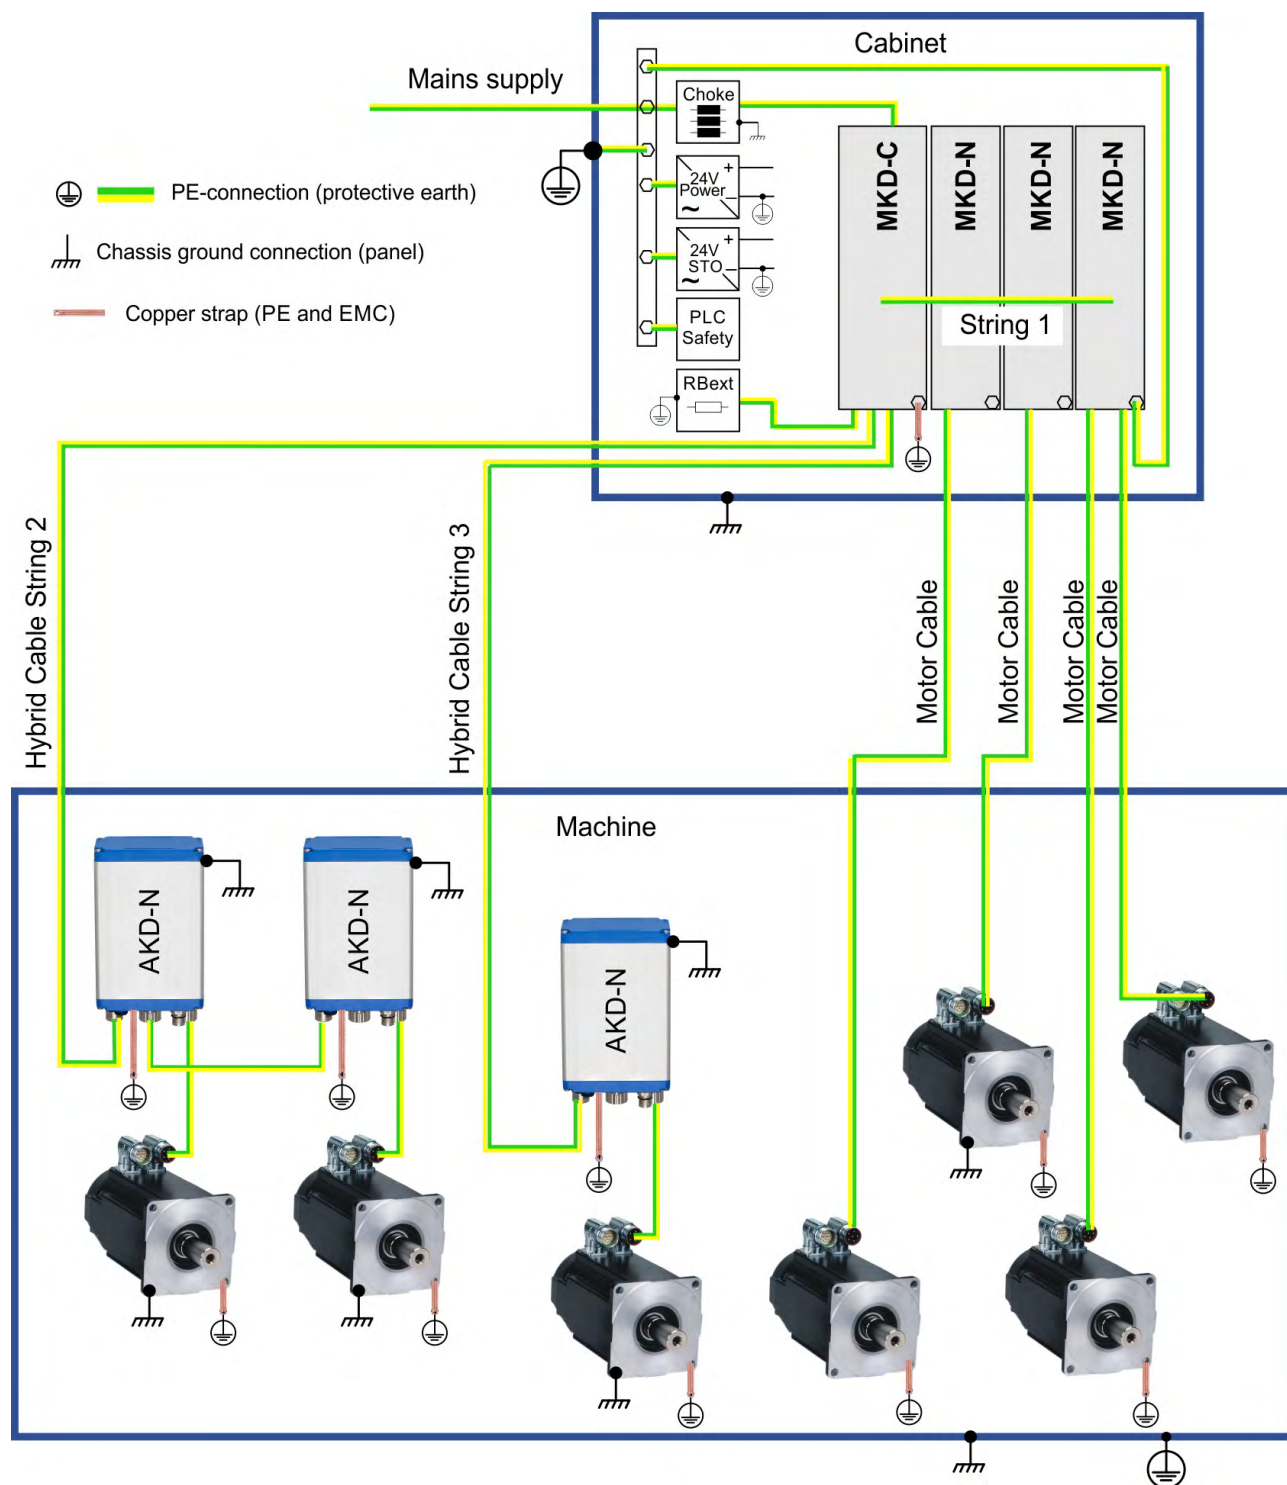 Cabinet
Mains supply
Choke
24V
Power
+
−
~
24V
STO
+
−
~
PLC
Safety
RBext
MKD-C
MKD-N
MKD-N
MKD-N
String 1
PE-connection (protective earth)
Chassis ground connection (panel)
Copper strap (PE and EMC)
Hybrid Cable String 2
Hybrid Cable String 3
Motor Cable
Motor Cable
Motor Cable
Motor Cable
Machine
AKD-N
AKD-N
AKD-N